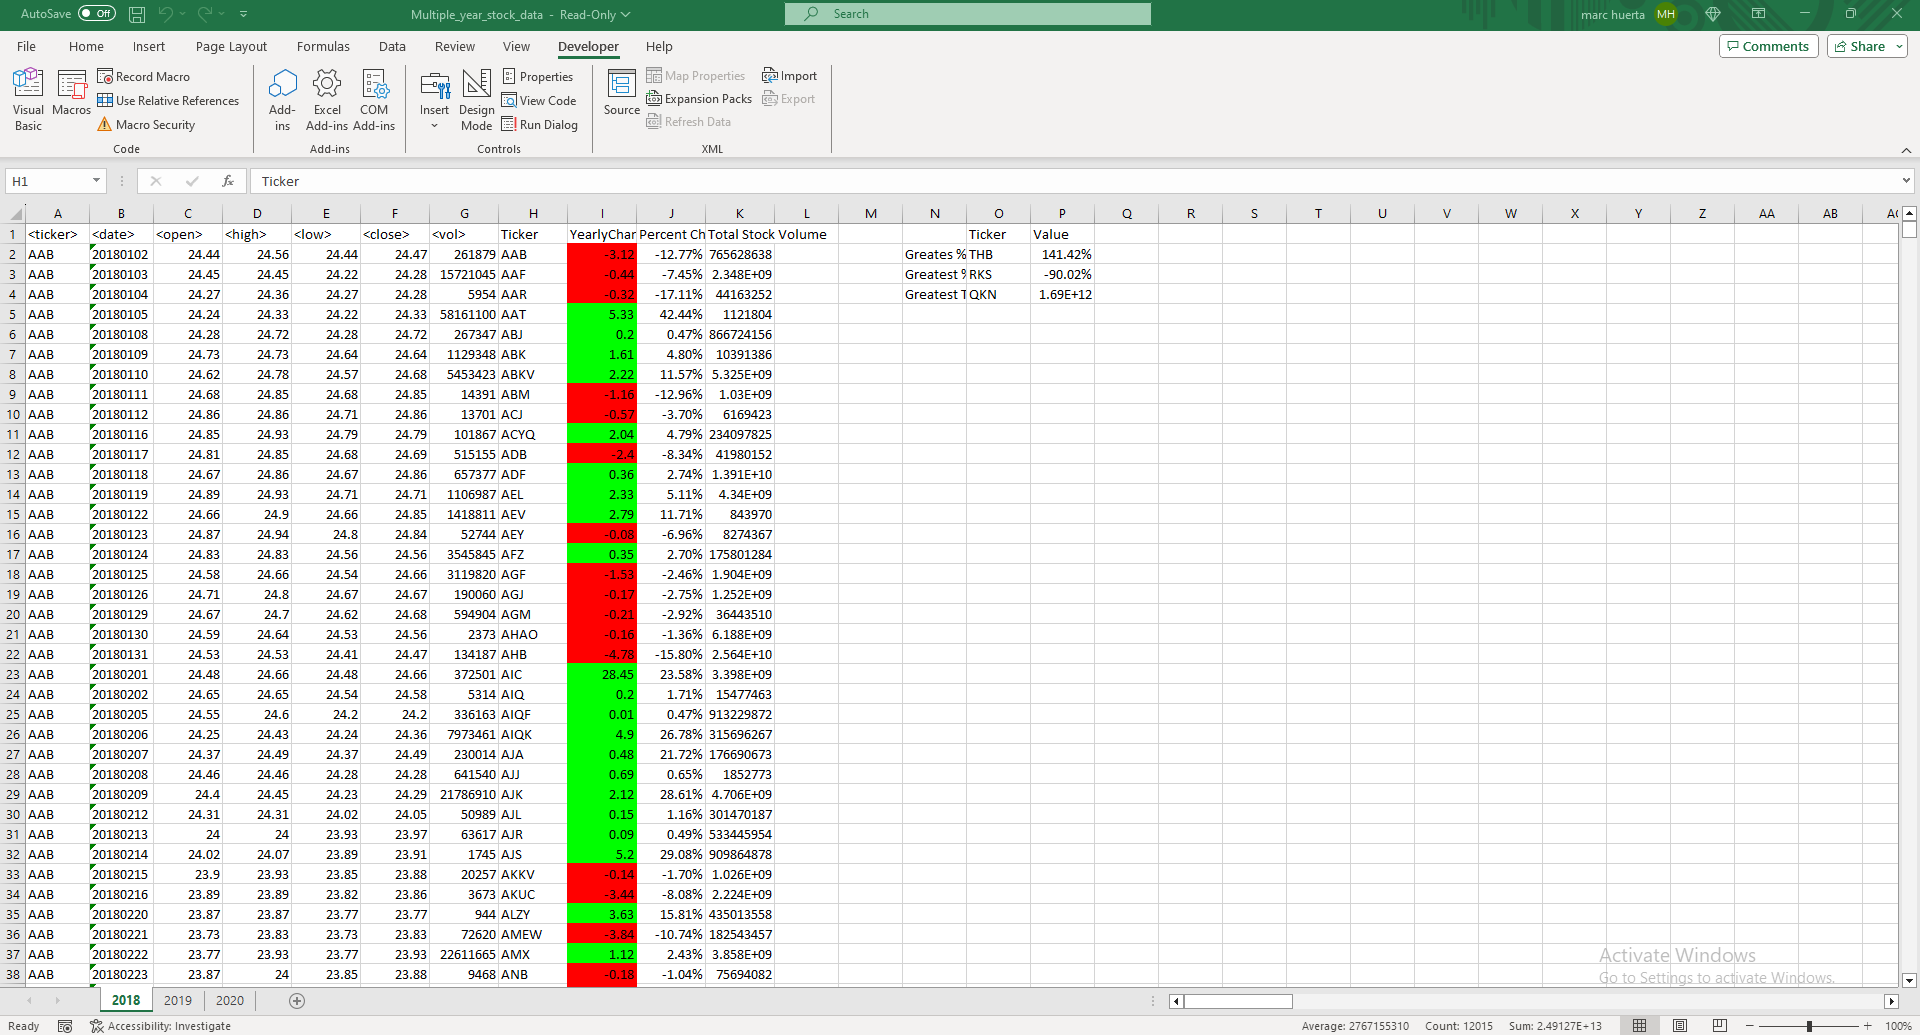 AutoSave Off Multiple_year_stock_data - Read-Only Search marc huerta MH
File Home Insert Page Layout Formulas Data Review View Developer Help Comments Share
Visual Basic
Macros
Record Macro
Use Relative References
Macro Security
Code
Add-ins
Excel Add-ins
COM Add-ins
Add-ins
Insert
Design Mode
Properties
View Code
Run Dialog
Controls
Source
Map Properties
Expansion Packs
Refresh Data
Import
Export
XML
H1 fx Ticker
A B C D E F G H I J K L M N O P Q R S T U V W X Y Z AA AB
1 <ticker> <date> <open> <high> <low> <close> <vol> Ticker YearlyChar Percent Ch Total Stock Volume Ticker Value
2 AAB 20180102 24.44 24.56 24.44 24.47 261879 AAB -3.12 -12.77% 765628638 Greates % THB 141.42%
3 AAB 20180103 24.45 24.45 24.22 24.28 15721045 AAF -0.44 -7.45% 2.348E+09 Greatest % RKS -90.02%
4 AAB 20180104 24.27 24.36 24.27 24.28 5954 AAR -0.32 -17.11% 44163252 Greatest T QKN 1.69E+12
5 AAB 20180105 24.24 24.33 24.22 24.33 58161100 AAT 5.33 42.44% 1121804
6 AAB 20180108 24.28 24.72 24.28 24.72 267347 ABJ 0.2 0.47% 866724156
7 AAB 20180109 24.73 24.73 24.64 24.64 1129348 ABK 1.61 4.80% 10391386
8 AAB 20180110 24.62 24.78 24.57 24.68 5453423 ABKV 2.22 11.57% 5.325E+09
9 AAB 20180111 24.68 24.85 24.68 24.85 14391 ABM -1.16 -12.96% 1.03E+09
10 AAB 20180112 24.86 24.86 24.71 24.86 13701 ACJ -0.57 -3.70% 6169423
11 AAB 20180116 24.85 24.93 24.79 24.79 101867 ACYQ 2.04 4.79% 234097825
12 AAB 20180117 24.81 24.85 24.68 24.69 515155 ADB -2.4 -8.34% 41980152
13 AAB 20180118 24.67 24.86 24.67 24.86 657377 ADF 0.36 2.74% 1.391E+10
14 AAB 20180119 24.89 24.93 24.71 24.71 1106987 AEL 2.33 5.11% 4.34E+09
15 AAB 20180122 24.66 24.9 24.66 24.85 1418811 AEV 2.79 11.71% 843970
16 AAB 20180123 24.87 24.94 24.8 24.84 52744 AEY -0.08 -6.96% 8274367
17 AAB 20180124 24.83 24.83 24.56 24.56 3545845 AFZ 0.35 2.70% 175801284
18 AAB 20180125 24.58 24.66 24.54 24.66 3119820 AGF -1.53 -2.46% 1.904E+09
19 AAB 20180126 24.71 24.8 24.67 24.67 190060 AGJ -0.17 -2.75% 1.252E+09
20 AAB 20180129 24.67 24.7 24.62 24.68 594904 AGM -0.21 -2.92% 36443510
21 AAB 20180130 24.59 24.64 24.53 24.56 2373 AHAO -0.16 -1.36% 6.188E+09
22 AAB 20180131 24.53 24.53 24.41 24.47 134187 AHB -4.78 -15.80% 2.564E+10
23 AAB 20180201 24.48 24.66 24.48 24.66 372501 AIC 28.45 23.58% 3.398E+09
24 AAB 20180202 24.65 24.65 24.54 24.58 5314 AIQ 0.2 1.71% 15477463
25 AAB 20180205 24.55 24.6 24.2 24.2 336163 AIQF 0.01 0.47% 913229872
26 AAB 20180206 24.25 24.43 24.24 24.36 7973461 AIQK 4.9 26.78% 315696267
27 AAB 20180207 24.37 24.49 24.37 24.49 230014 AJA 0.48 21.72% 176690673
28 AAB 20180208 24.46 24.46 24.28 24.28 641540 AJJ 0.69 0.65% 1852773
29 AAB 20180209 24.4 24.45 24.23 24.29 21786910 AJK 2.12 28.61% 4.706E+09
30 AAB 20180212 24.31 24.31 24.02 24.05 50989 AJL 0.15 1.16% 301470187
31 AAB 20180213 24 24 23.93 23.97 63617 AJR 0.09 0.49% 533445954
32 AAB 20180214 24.02 24.07 23.89 23.91 1745 AJS 5.2 29.08% 909864878
33 AAB 20180215 23.9 23.93 23.85 23.88 20257 AKKV -0.14 -1.70% 1.026E+09
34 AAB 20180216 23.89 23.89 23.82 23.86 3673 AKUC -3.44 -8.08% 2.224E+09
35 AAB 20180220 23.87 23.87 23.77 23.77 944 ALZY 3.63 15.81% 435013558
36 AAB 20180221 23.73 23.83 23.73 23.83 72620 AMEW -3.84 -10.74% 182543457
37 AAB 20180222 23.77 23.93 23.77 23.93 22611665 AMX 1.12 2.43% 3.858E+09
38 AAB 20180223 23.87 24 23.85 23.88 9468 ANB -0.18 -1.04% 75694082
Activate Windows
Go to Settings to activate Windows.
2018 2019 2020
Ready Accessibility: Investigate Average: 2767155310 Count: 12015 Sum: 2.49127E+13 100%